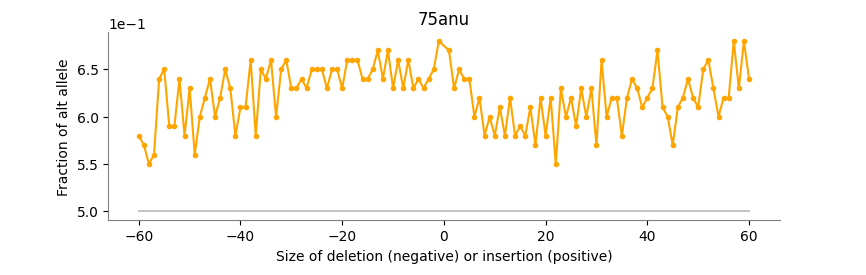 75anu
1e−1
Fraction of alt allele
6.5
6.0
5.5
5.0
−60 −40 −20 0 20 40 60
Size of deletion (negative) or insertion (positive)